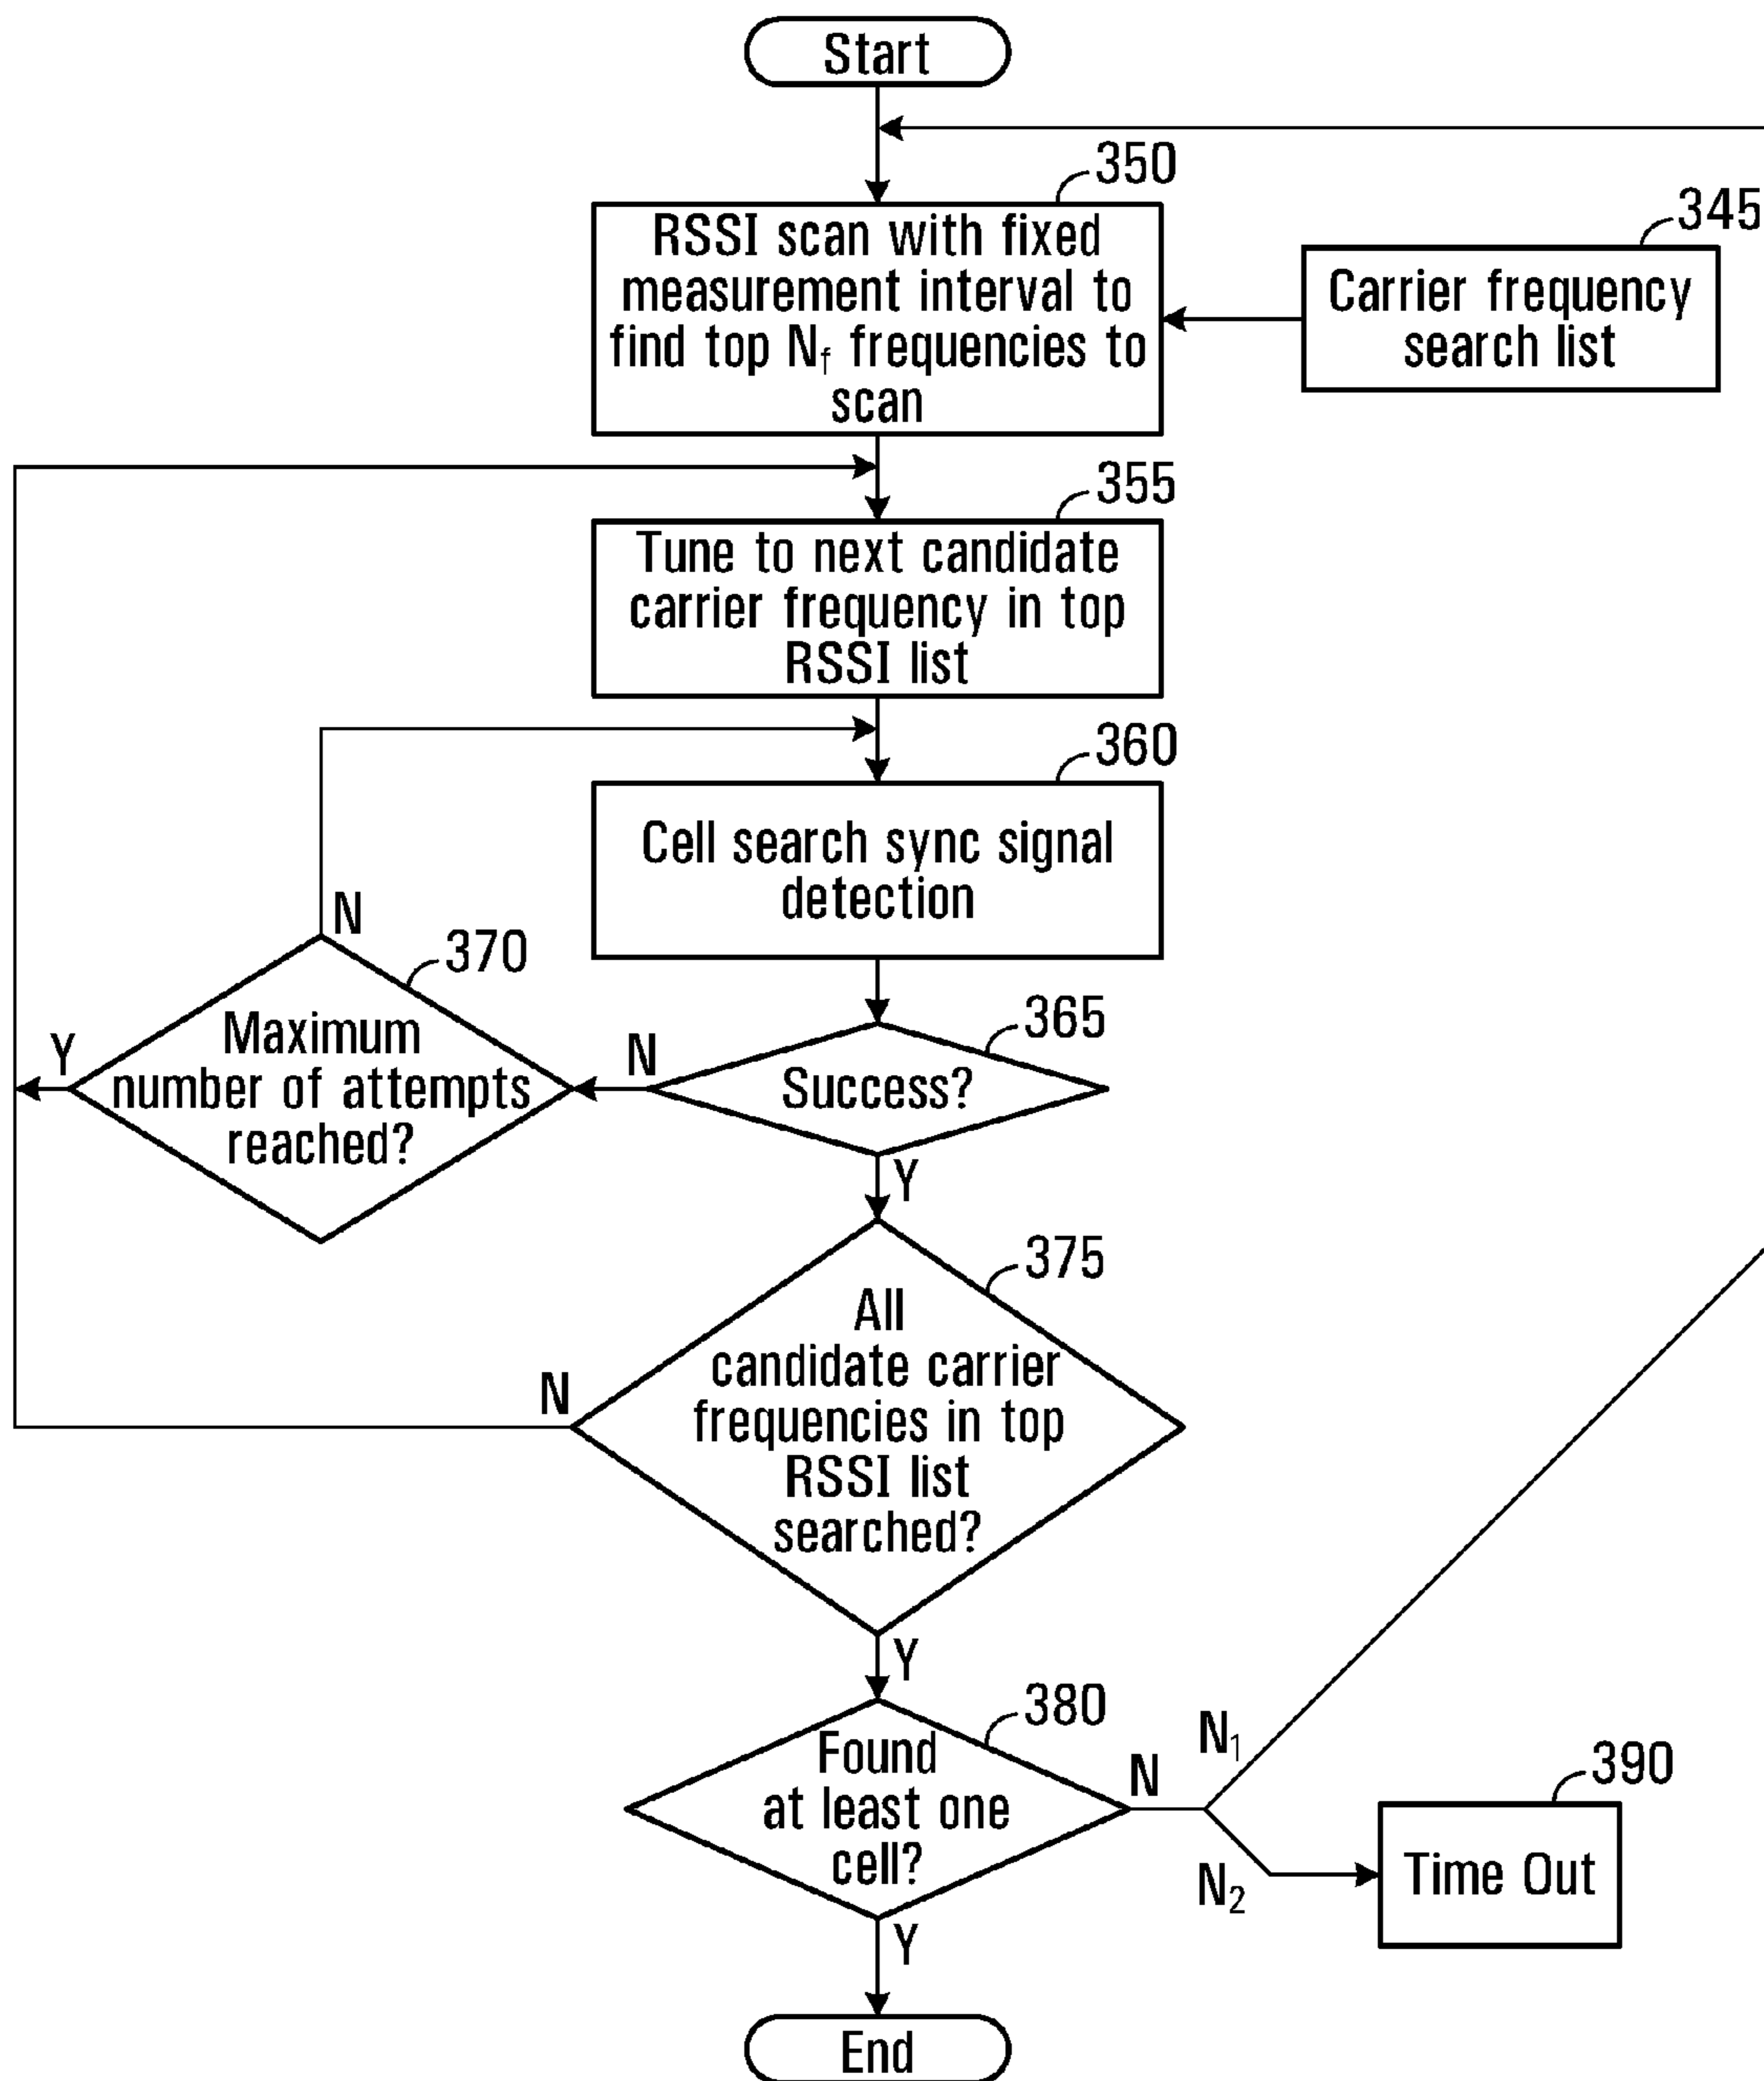 Start
350
RSSI scan with fixed
measurement interval to
find top Nf frequencies to
scan
345
Carrier frequency
search list
355
Tune to next candidate
carrier frequency in top
RSSI list
360
Cell search sync signal
detection
N
370
Maximum
number of attempts
reached?
Y
N
365
Success?
Y
375
All
candidate carrier
frequencies in top
RSSI list
searched?
N
Y
380
Found
at least one
cell?
N
N1
N2
390
Time Out
Y
End